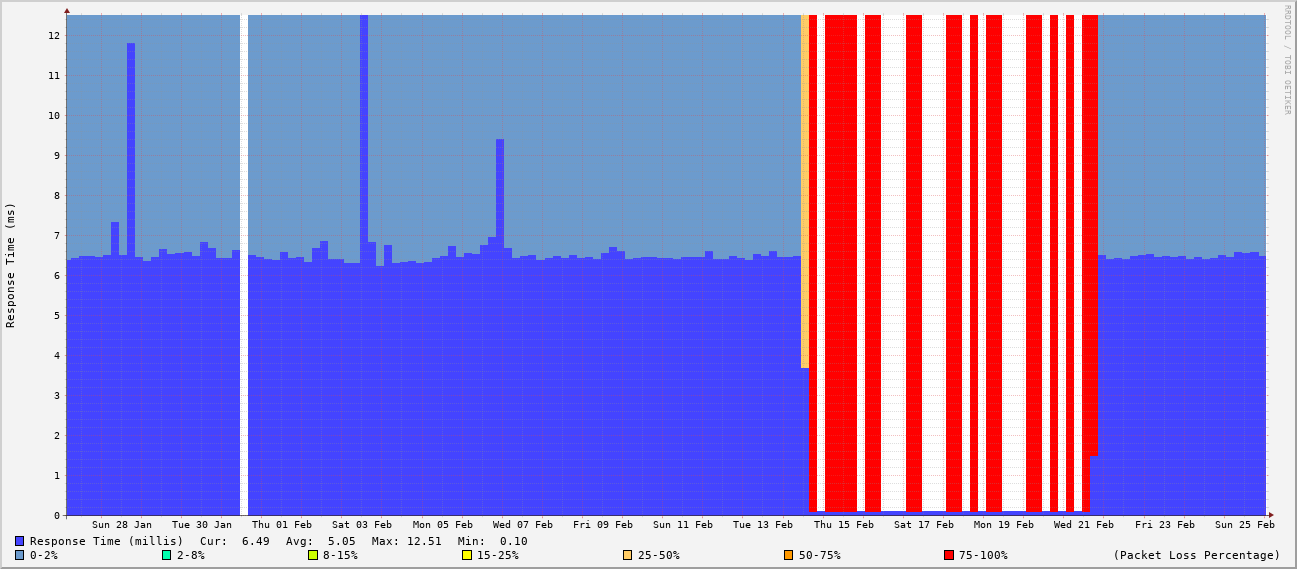 RRDTOOL / TOBI OETIKER
Response Time (ms)
12
11
10
9
8
7
6
5
4
3
2
1
0
Sun 28 Jan Tue 30 Jan Thu 01 Feb Sat 03 Feb Mon 05 Feb Wed 07 Feb Fri 09 Feb Sun 11 Feb Tue 13 Feb Thu 15 Feb Sat 17 Feb Mon 19 Feb Wed 21 Feb Fri 23 Feb Sun 25 Feb
Response Time (millis) Cur: 6.49 Avg: 5.05 Max: 12.51 Min: 0.10
0-2% 2-8% 8-15% 15-25% 25-50% 50-75% 75-100% (Packet Loss Percentage)